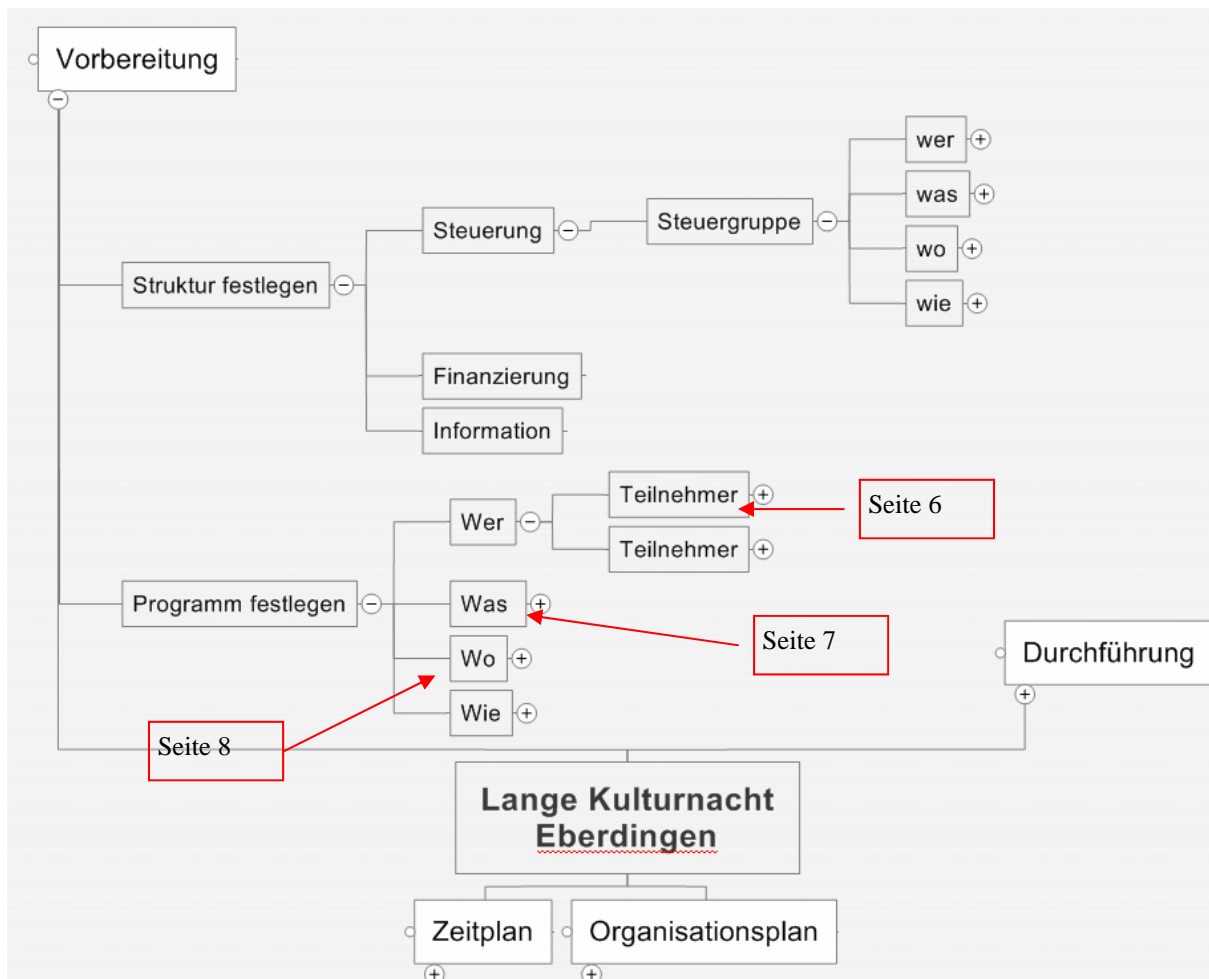 Vorbereitung
wer
was
Steuerung
Steuergruppe
wo
Struktur festlegen
wie
Finanzierung
Information
Teilnehmer
Seite 6
Wer
Teilnehmer
Programm festlegen
Was
Seite 7
Wo
Durchführung
Wie
Seite 8
Lange Kulturnacht
Eberdingen
Zeitplan
Organisationsplan